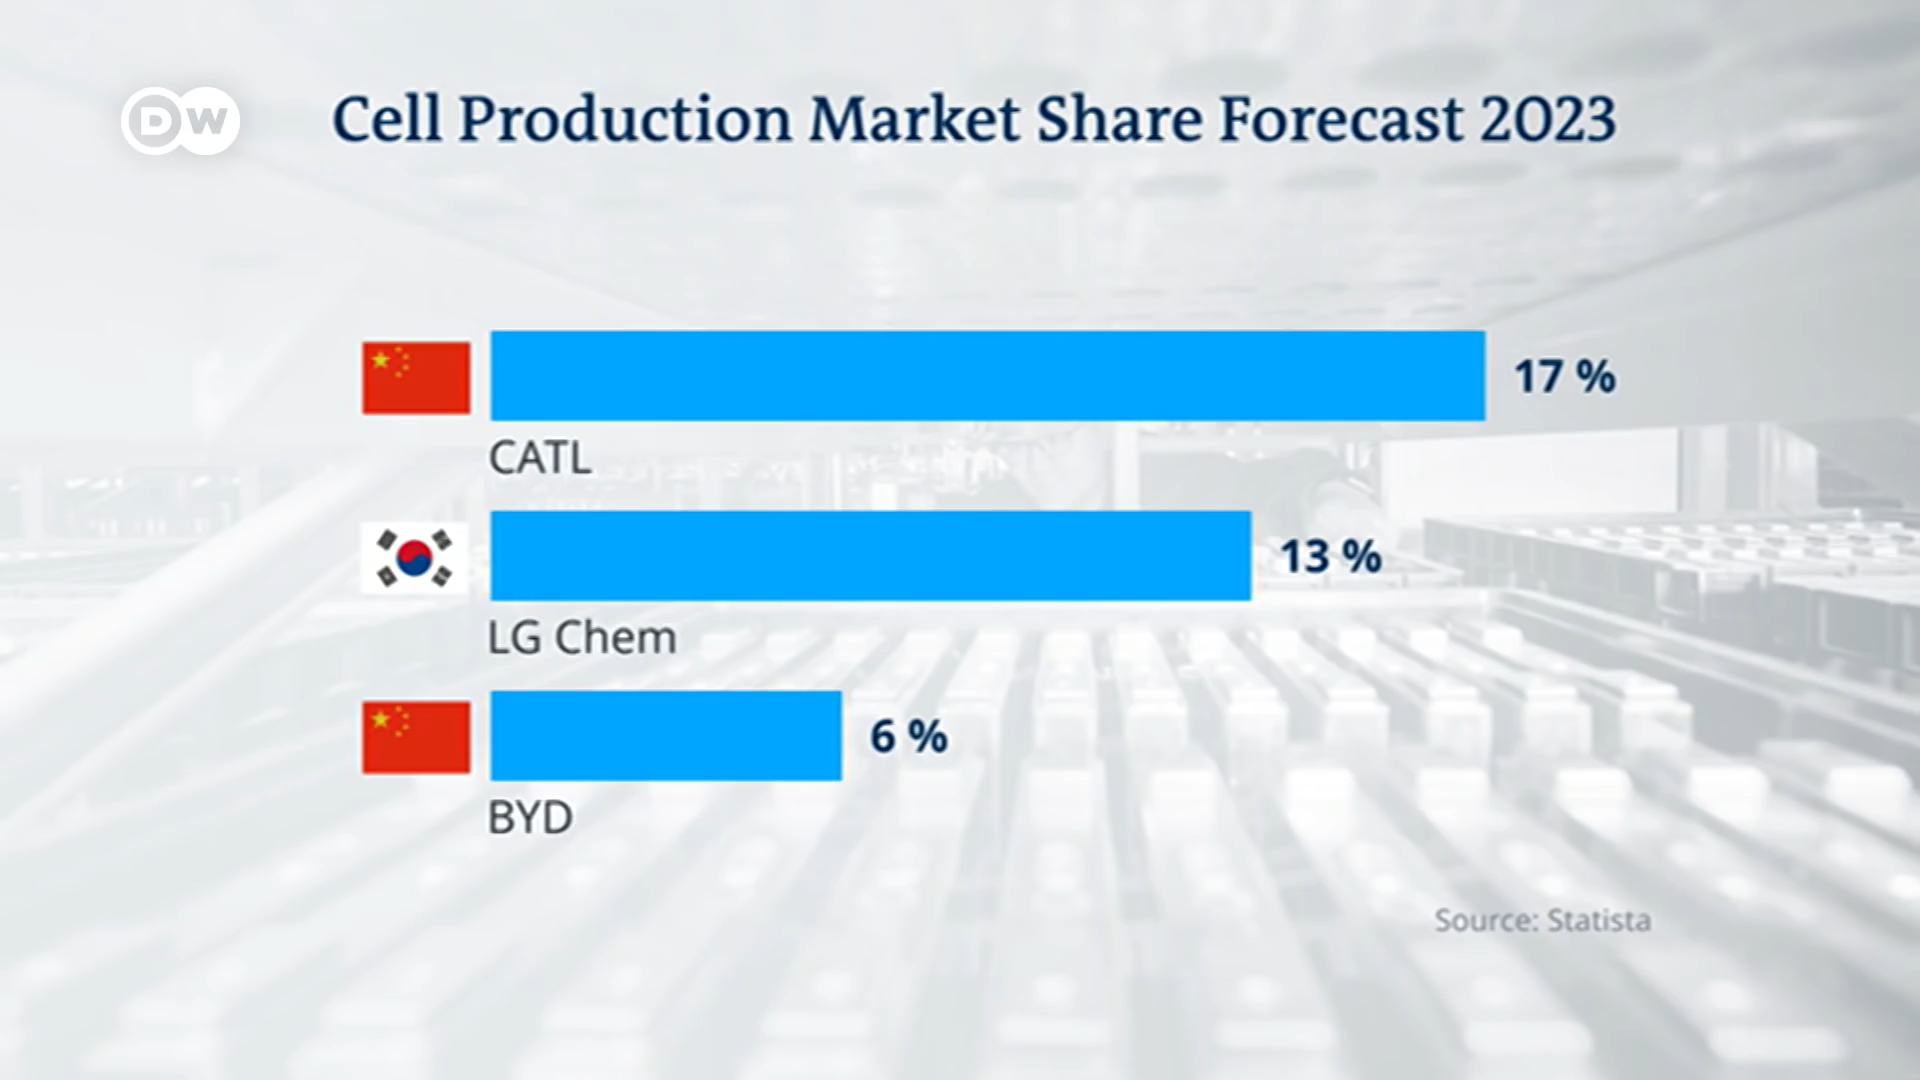 DW
Cell Production Market Share Forecast 2023
17 %
CATL
13 %
LG Chem
6 %
BYD
Source: Statista